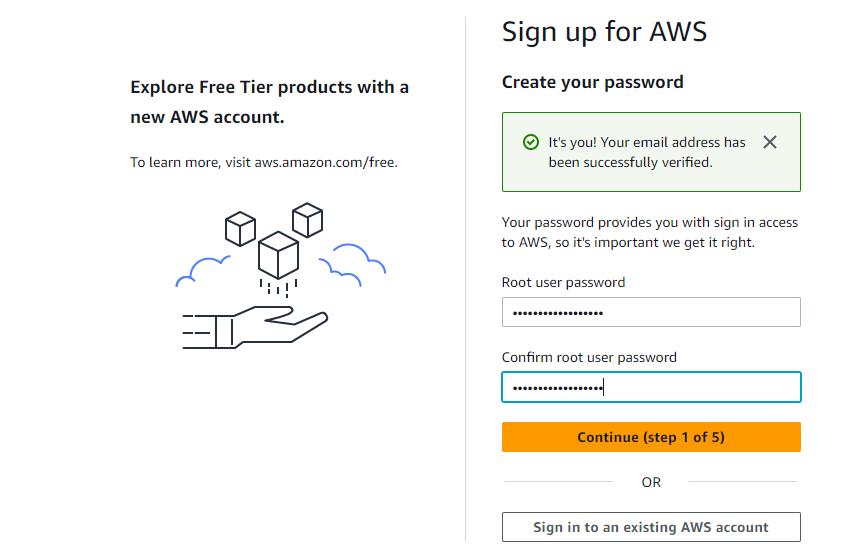 Explore Free Tier products with a
new AWS account.
To learn more, visit aws.amazon.com/free.
Sign up for AWS
Create your password
It's you! Your email address has
been successfully verified.
Your password provides you with sign in access
to AWS, so it's important we get it right.
Root user password
••••••••••••••••••
Confirm root user password
••••••••••••••••••
Continue (step 1 of 5)
OR
Sign in to an existing AWS account